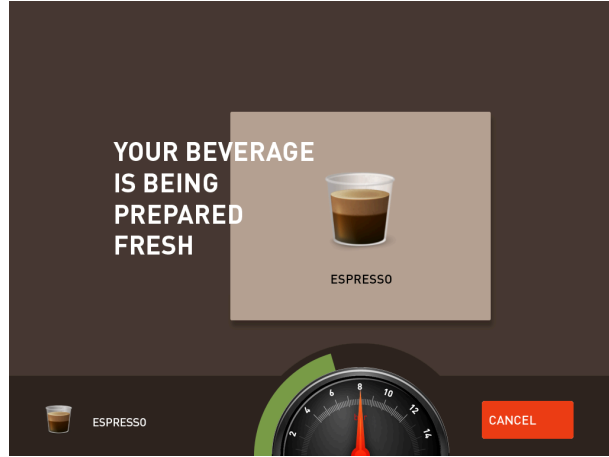 YOUR BEVERAGE
IS BEING
PREPARED
FRESH
ESPRESSO
2
4
6
8
10
12
14
ESPRESSO
CANCEL